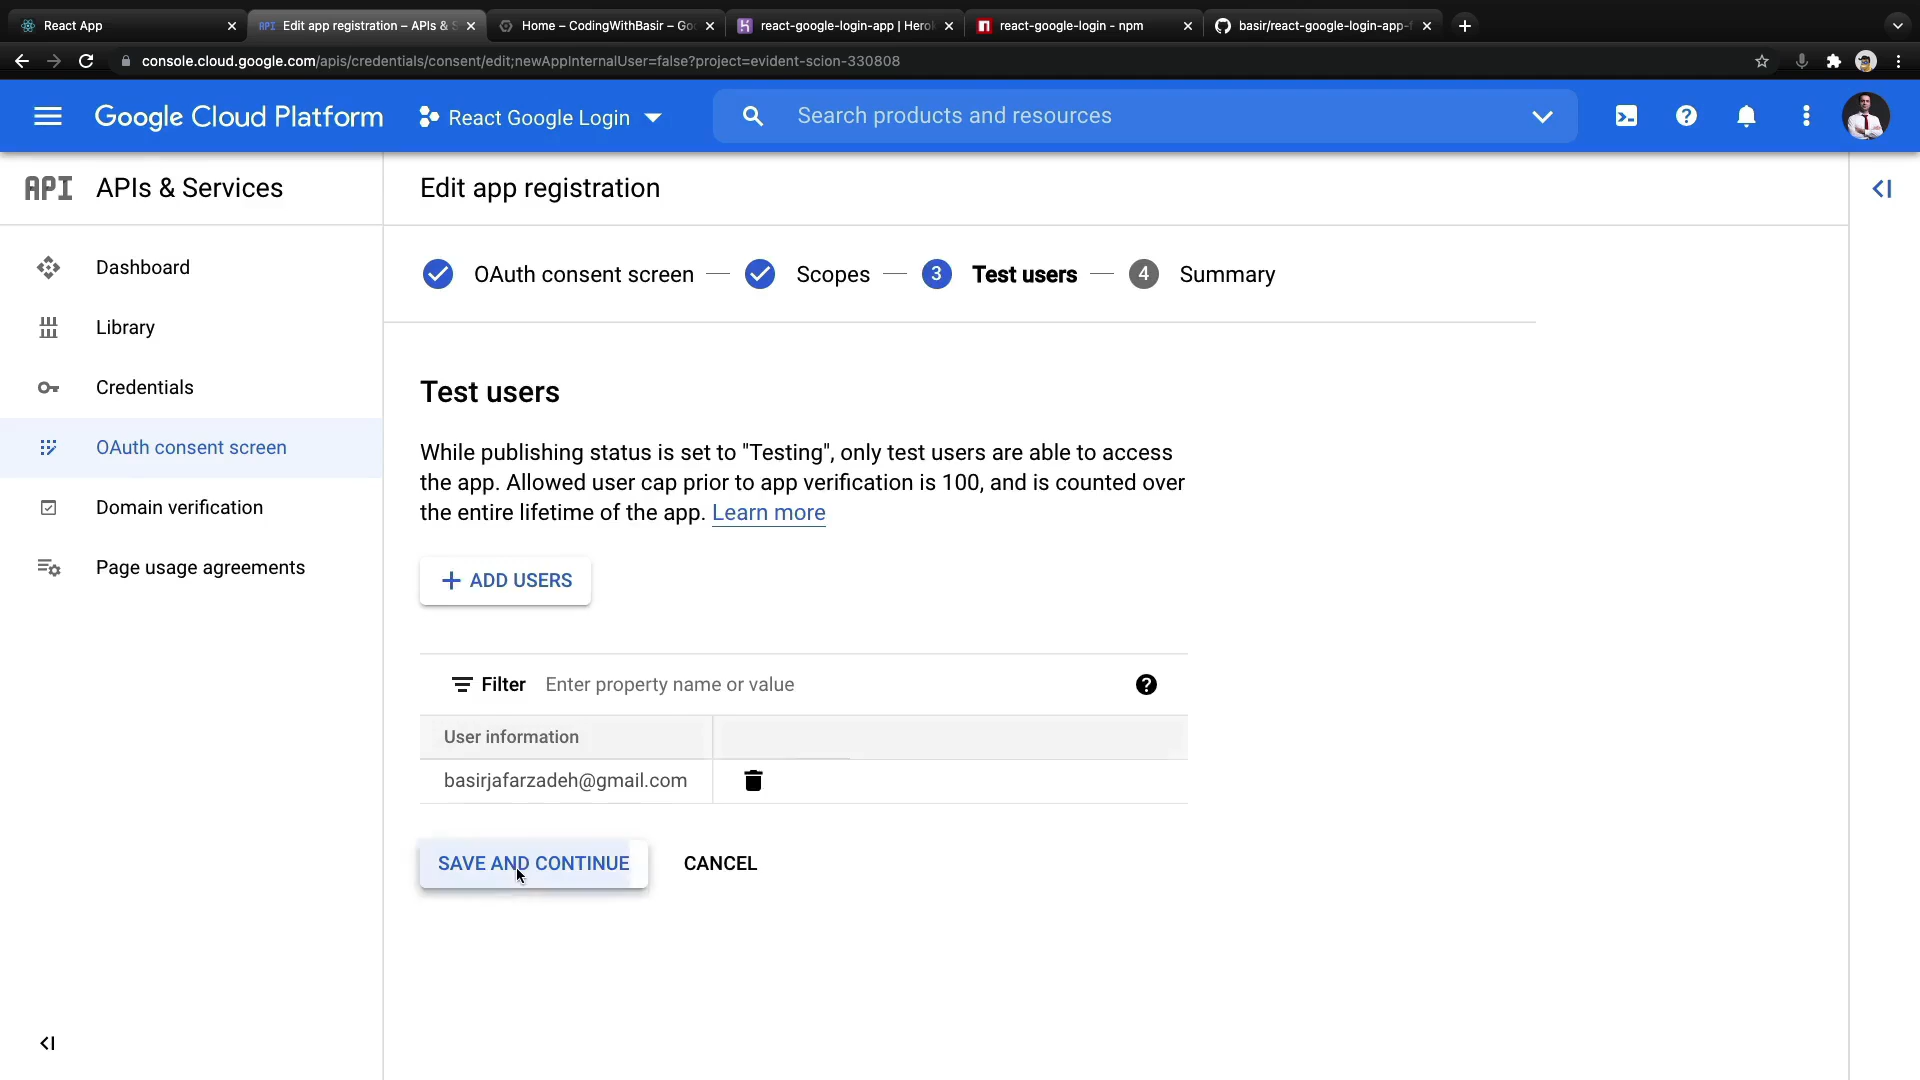 React App
Edit app registration – APIs & S
Home – CodingWithBasir – Goo
react-google-login-app | Herok
react-google-login - npm
basir/react-google-login-app-f
console.cloud.google.com/apis/credentials/consent/edit;newAppInternalUser=false?project=evident-scion-330808
Google Cloud Platform
React Google Login
Search products and resources
API APIs & Services
Edit app registration
Dashboard
Library
Credentials
OAuth consent screen
Domain verification
Page usage agreements
OAuth consent screen
Scopes
3 Test users
4 Summary
Test users
While publishing status is set to "Testing", only test users are able to access
the app. Allowed user cap prior to app verification is 100, and is counted over
the entire lifetime of the app. Learn more
ADD USERS
Filter Enter property name or value
User information
basirjafarzadeh@gmail.com
SAVE AND CONTINUE
CANCEL